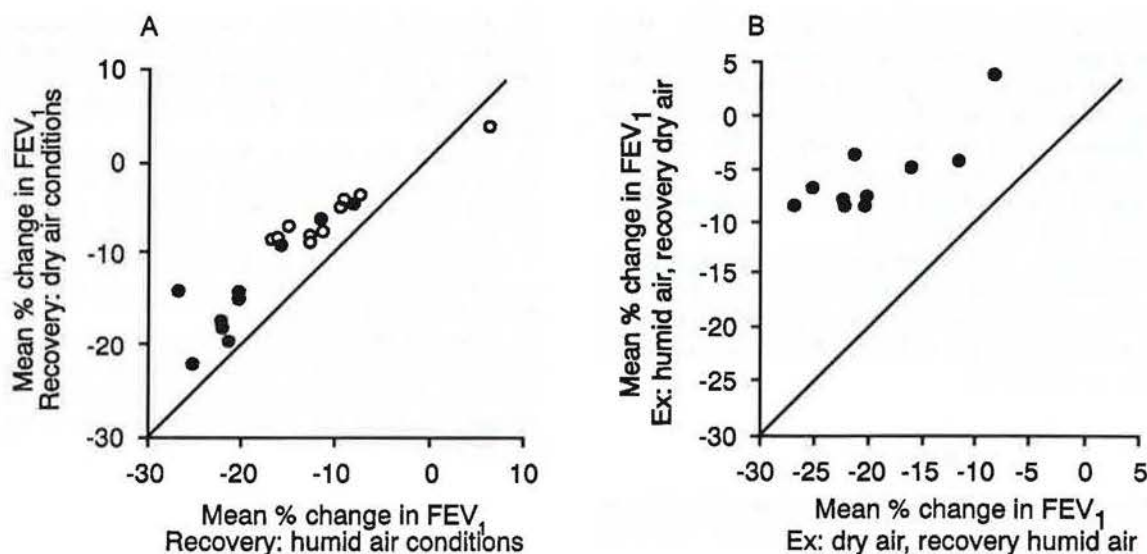 A
10
0
-10
-20
-30
-30 -20 -10 0 10
Mean % change in FEV1
Recovery: dry air conditions
Mean % change in FEV1
Recovery: humid air conditions
B
5
0
-5
-10
-15
-20
-25
-30
-30 -25 -20 -15 -10 -5 0 5
Mean % change in FEV1
Ex: humid air, recovery dry air
Mean % change in FEV1
Ex: dry air, recovery humid air